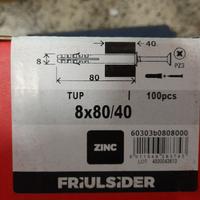 40
8
PZ3
80
TUP
100pcs
8x80/40
60303b0808000
ZINC
FRIULSIDER